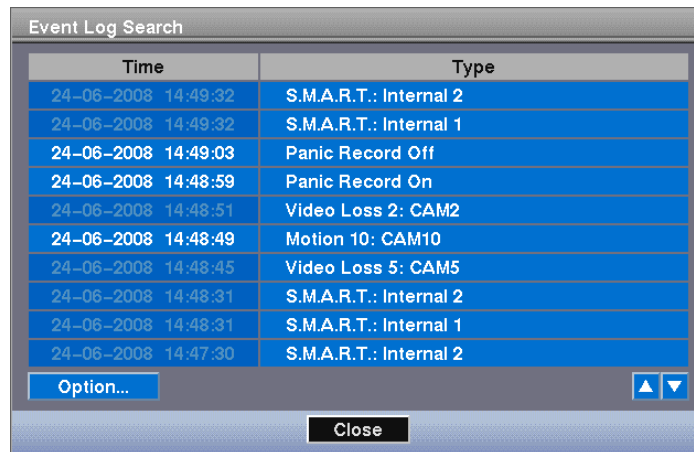 Event Log Search
Time Type
24-06-2008 14:49:32 S.M.A.R.T.: Internal 2
24-06-2008 14:49:32 S.M.A.R.T.: Internal 1
24-06-2008 14:49:03 Panic Record Off
24-06-2008 14:48:59 Panic Record On
24-06-2008 14:48:51 Video Loss 2: CAM2
24-06-2008 14:48:49 Motion 10: CAM10
24-06-2008 14:48:45 Video Loss 5: CAM5
24-06-2008 14:48:31 S.M.A.R.T.: Internal 2
24-06-2008 14:48:31 S.M.A.R.T.: Internal 1
24-06-2008 14:47:30 S.M.A.R.T.: Internal 2
Option...
Close